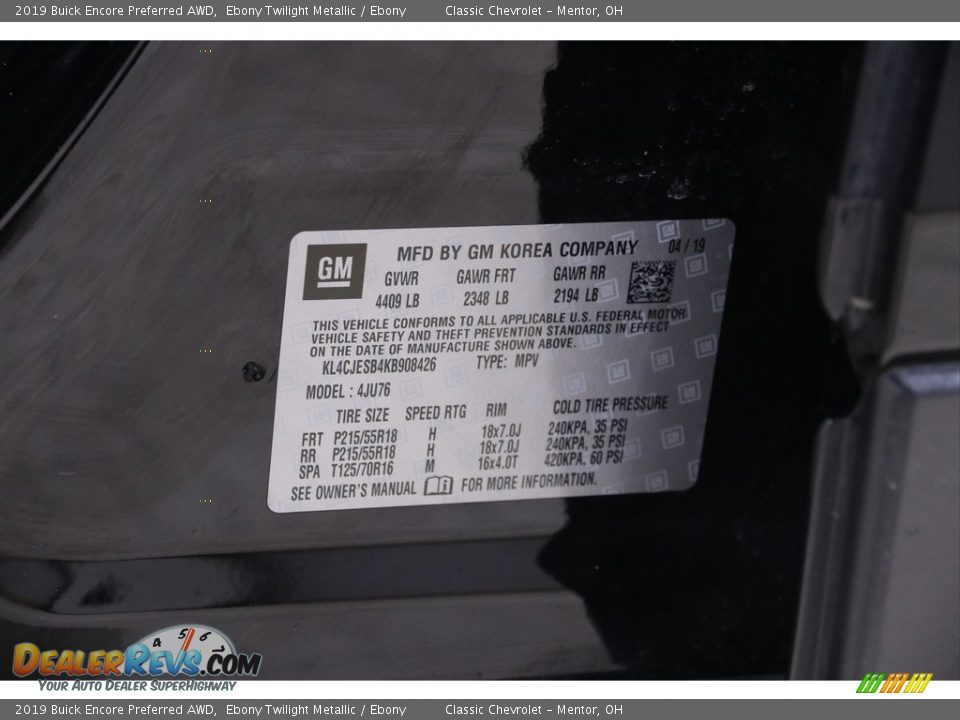 2019 Buick Encore Preferred AWD, Ebony Twilight Metallic / Ebony Classic Chevrolet – Mentor, OH
GM MFD BY GM KOREA COMPANY 04 / 19
GVWR GAWR FRT GAWR RR
4409 LB 2348 LB 2194 LB
THIS VEHICLE CONFORMS TO ALL APPLICABLE U.S. FEDERAL MOTOR
VEHICLE SAFETY AND THEFT PREVENTION STANDARDS IN EFFECT
ON THE DATE OF MANUFACTURE SHOWN ABOVE.
KL4CJESB4KB908426 TYPE: MPV
MODEL : 4JU76
TIRE SIZE SPEED RTG RIM COLD TIRE PRESSURE
FRT P215/55R18 H 18x7.0J 240KPA, 35 PSI
RR P215/55R18 H 18x7.0J 240KPA, 35 PSI
SPA T125/70R16 M 16x4.0T 420KPA, 60 PSI
SEE OWNER'S MANUAL FOR MORE INFORMATION.
4 5 6 7
DEALERREVS.COM
YOUR AUTO DEALER SUPERHIGHWAY
2019 Buick Encore Preferred AWD, Ebony Twilight Metallic / Ebony Classic Chevrolet – Mentor, OH